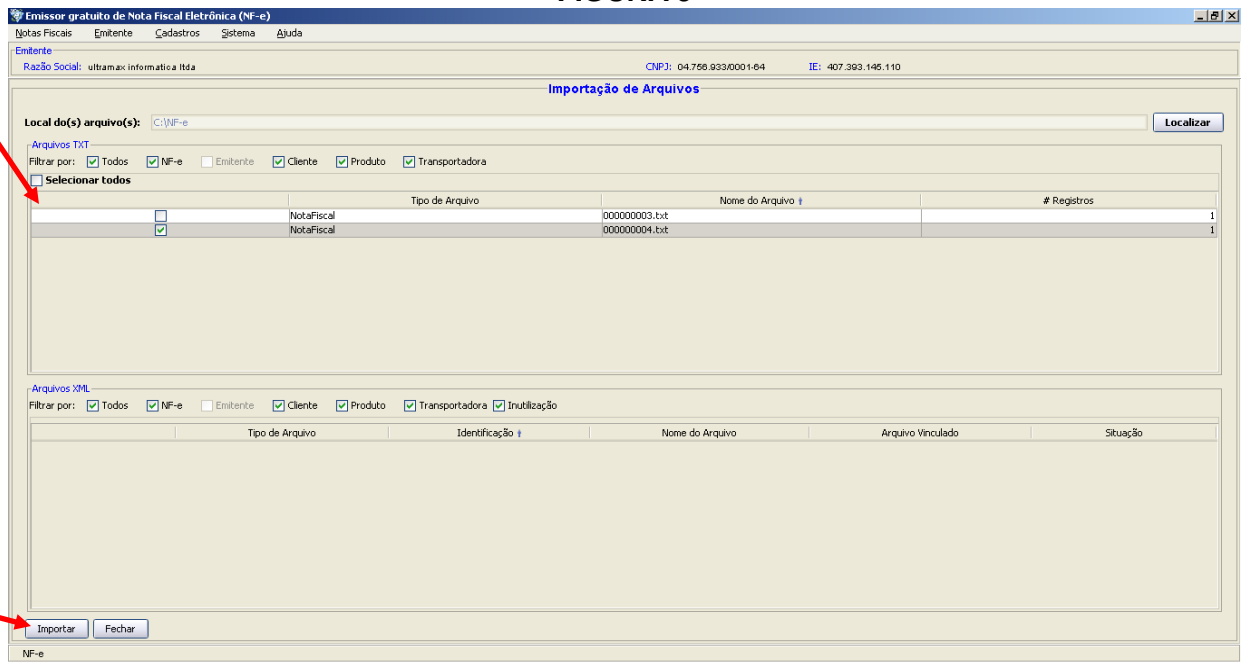 Emissor gratuito de Nota Fiscal Eletrônica (NF-e)
Notas Fiscais Emitente Cadastros Sistema Ajuda
Emitente
Razão Social: ultramax informatica ltda CNPJ: 04.756.933/0001-64 IE: 407.393.145.110
Importação de Arquivos
Local do(s) arquivo(s): C:\NF-e Localizar
Arquivos TXT
Filtrar por: Todos NF-e Emitente Cliente Produto Transportadora
Selecionar todos
Tipo de Arquivo Nome do Arquivo # Registros
NotaFiscal 000000003.txt 1
NotaFiscal 000000004.txt 1
Arquivos XML
Filtrar por: Todos NF-e Emitente Cliente Produto Transportadora Inutilização
Tipo de Arquivo Identificação Nome do Arquivo Arquivo Vinculado Situação
Importar Fechar
NF-e